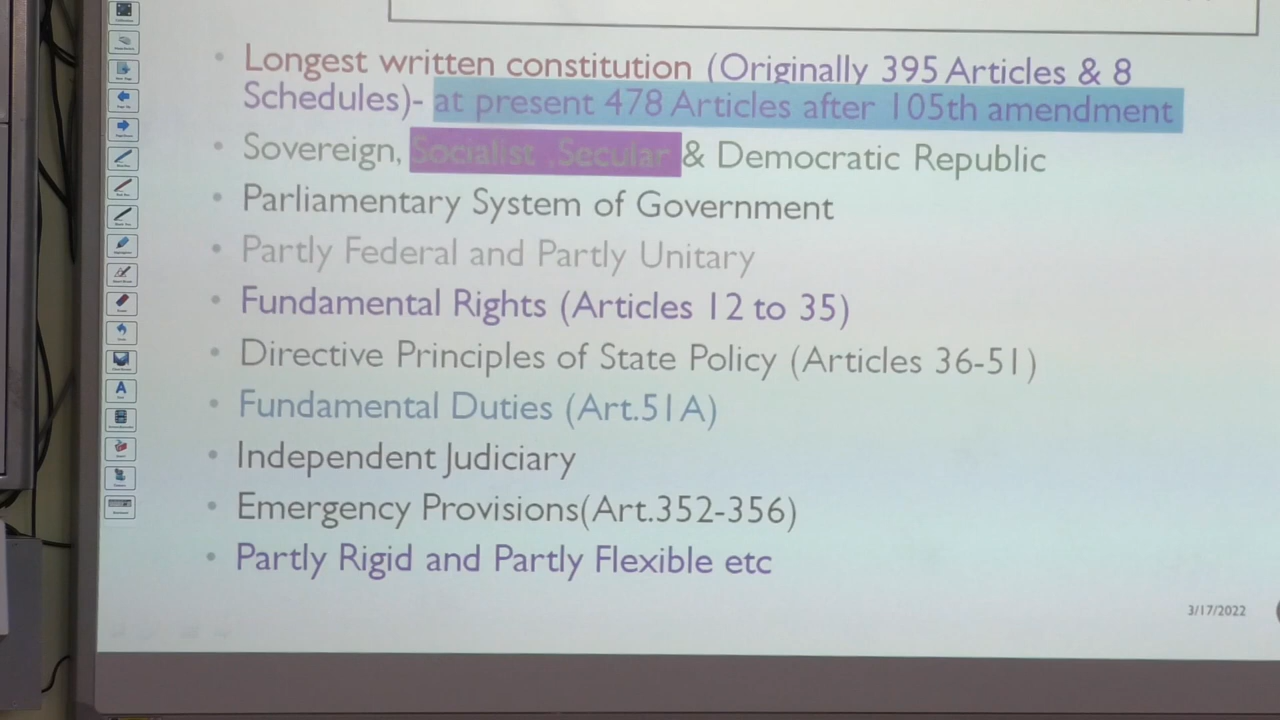 • Longest written constitution (Originally 395 Articles & 8
Schedules)- at present 478 Articles after 105th amendment
• Sovereign, Socialist ,Secular & Democratic Republic
• Parliamentary System of Government
• Partly Federal and Partly Unitary
• Fundamental Rights (Articles 12 to 35)
• Directive Principles of State Policy (Articles 36-51)
• Fundamental Duties (Art.51A)
• Independent Judiciary
• Emergency Provisions(Art.352-356)
• Partly Rigid and Partly Flexible etc
3/17/2022